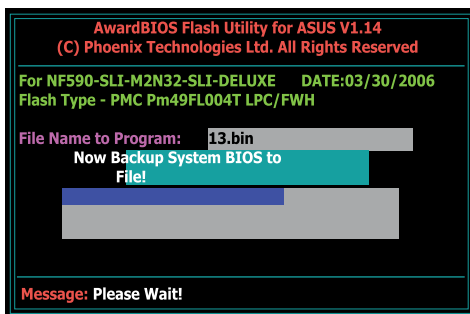 AwardBIOS Flash Utility for ASUS V1.14
(C) Phoenix Technologies Ltd. All Rights Reserved
For NF590-SLI-M2N32-SLI-DELUXE DATE:03/30/2006
Flash Type - PMC Pm49FL004T LPC/FWH
File Name to Program: 13.bin
Now Backup System BIOS to
File!
Message: Please Wait!